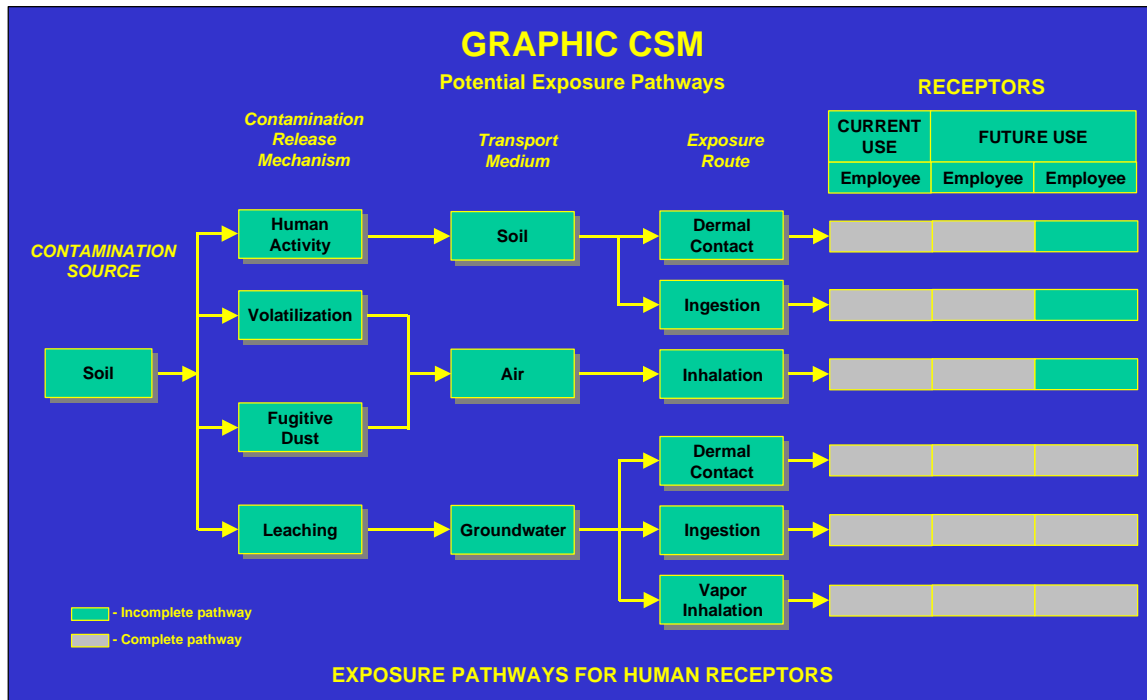 GRAPHIC CSM
Potential Exposure Pathways
RECEPTORS
Contamination
Release
Mechanism
Transport
Medium
Exposure
Route
CURRENT
USE
FUTURE USE
Employee
Employee
Employee
CONTAMINATION
SOURCE
Human
Activity
Soil
Dermal
Contact
Volatilization
Ingestion
Soil
Air
Inhalation
Fugitive
Dust
Dermal
Contact
Leaching
Groundwater
Ingestion
Vapor
Inhalation
- Incomplete pathway
- Complete pathway
EXPOSURE PATHWAYS FOR HUMAN RECEPTORS